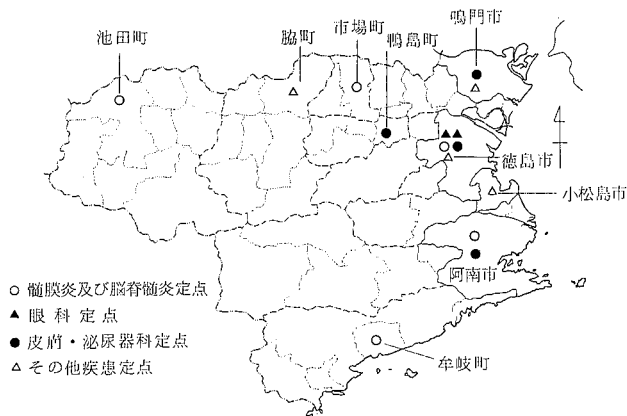 池田町
脇町
市場町
鴨島町
鳴門市
徳島市
小松島市
阿南市
牟岐町
○ 髄膜炎及び脳脊髄炎定点
▲ 眼科定点
● 皮膚・泌尿器科定点
△ その他疾患定点